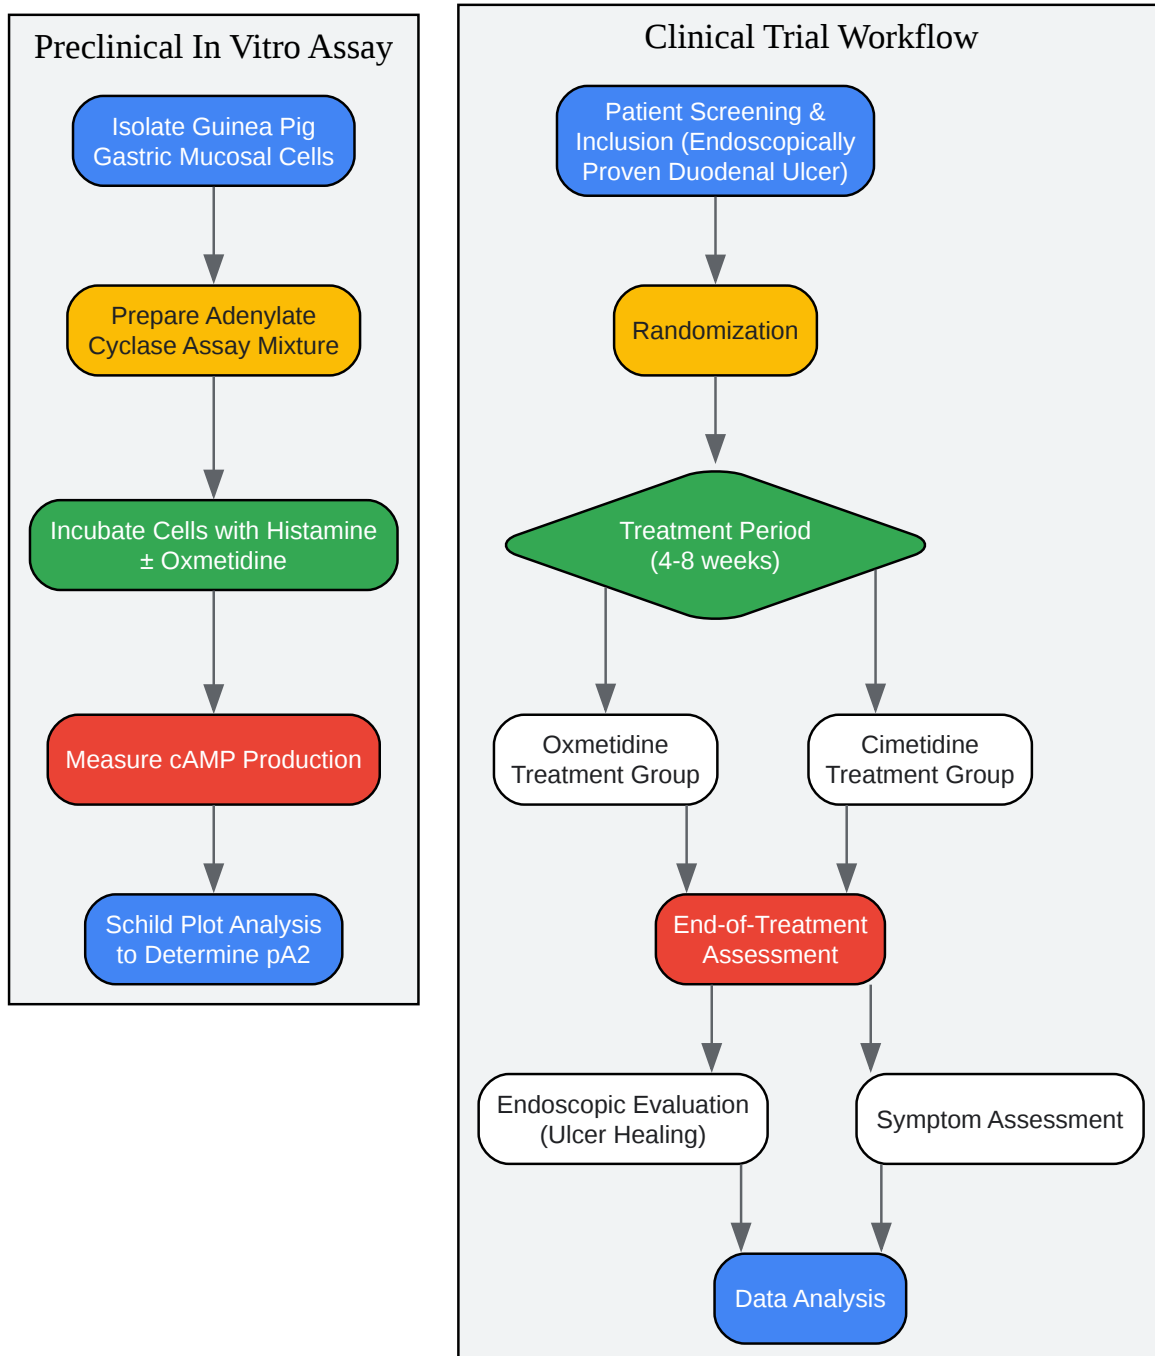 Preclinical In Vitro Assay
Isolate Guinea Pig
Gastric Mucosal Cells
Prepare Adenylate
Cyclase Assay Mixture
Incubate Cells with Histamine
± Oxmetidine
Measure cAMP Production
Schild Plot Analysis
to Determine pA2
Clinical Trial Workflow
Patient Screening &
Inclusion (Endoscopically
Proven Duodenal Ulcer)
Randomization
Treatment Period
(4-8 weeks)
Oxmetidine
Treatment Group
Cimetidine
Treatment Group
End-of-Treatment
Assessment
Endoscopic Evaluation
(Ulcer Healing)
Symptom Assessment
Data Analysis